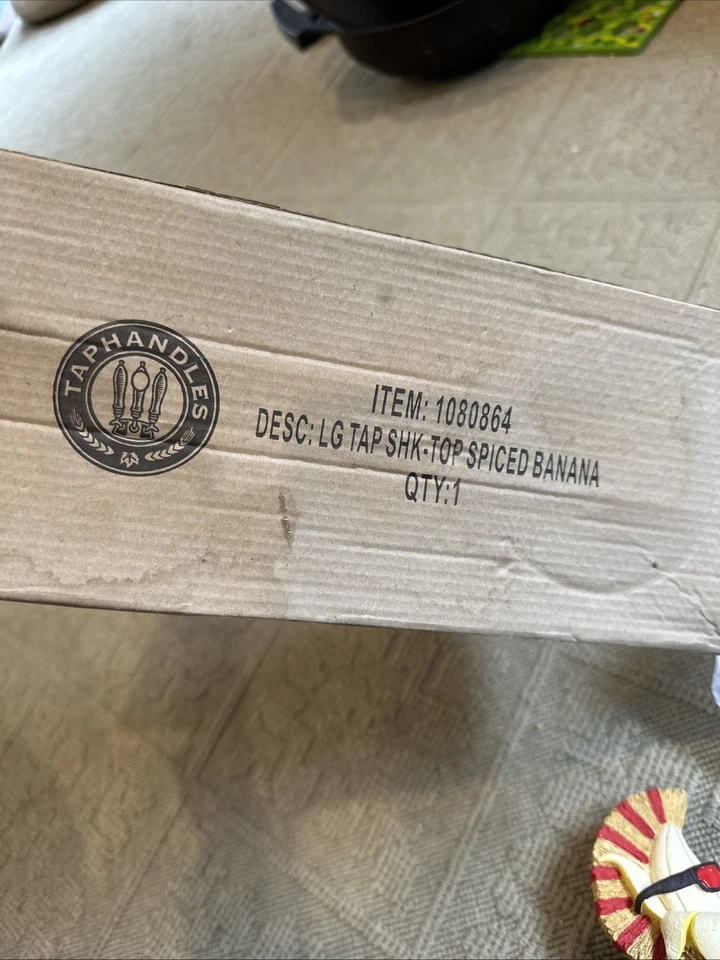 TAPHANDLES
ITEM: 1080864
DESC: LG TAP SHK-TOP SPICED BANANA
QTY:1